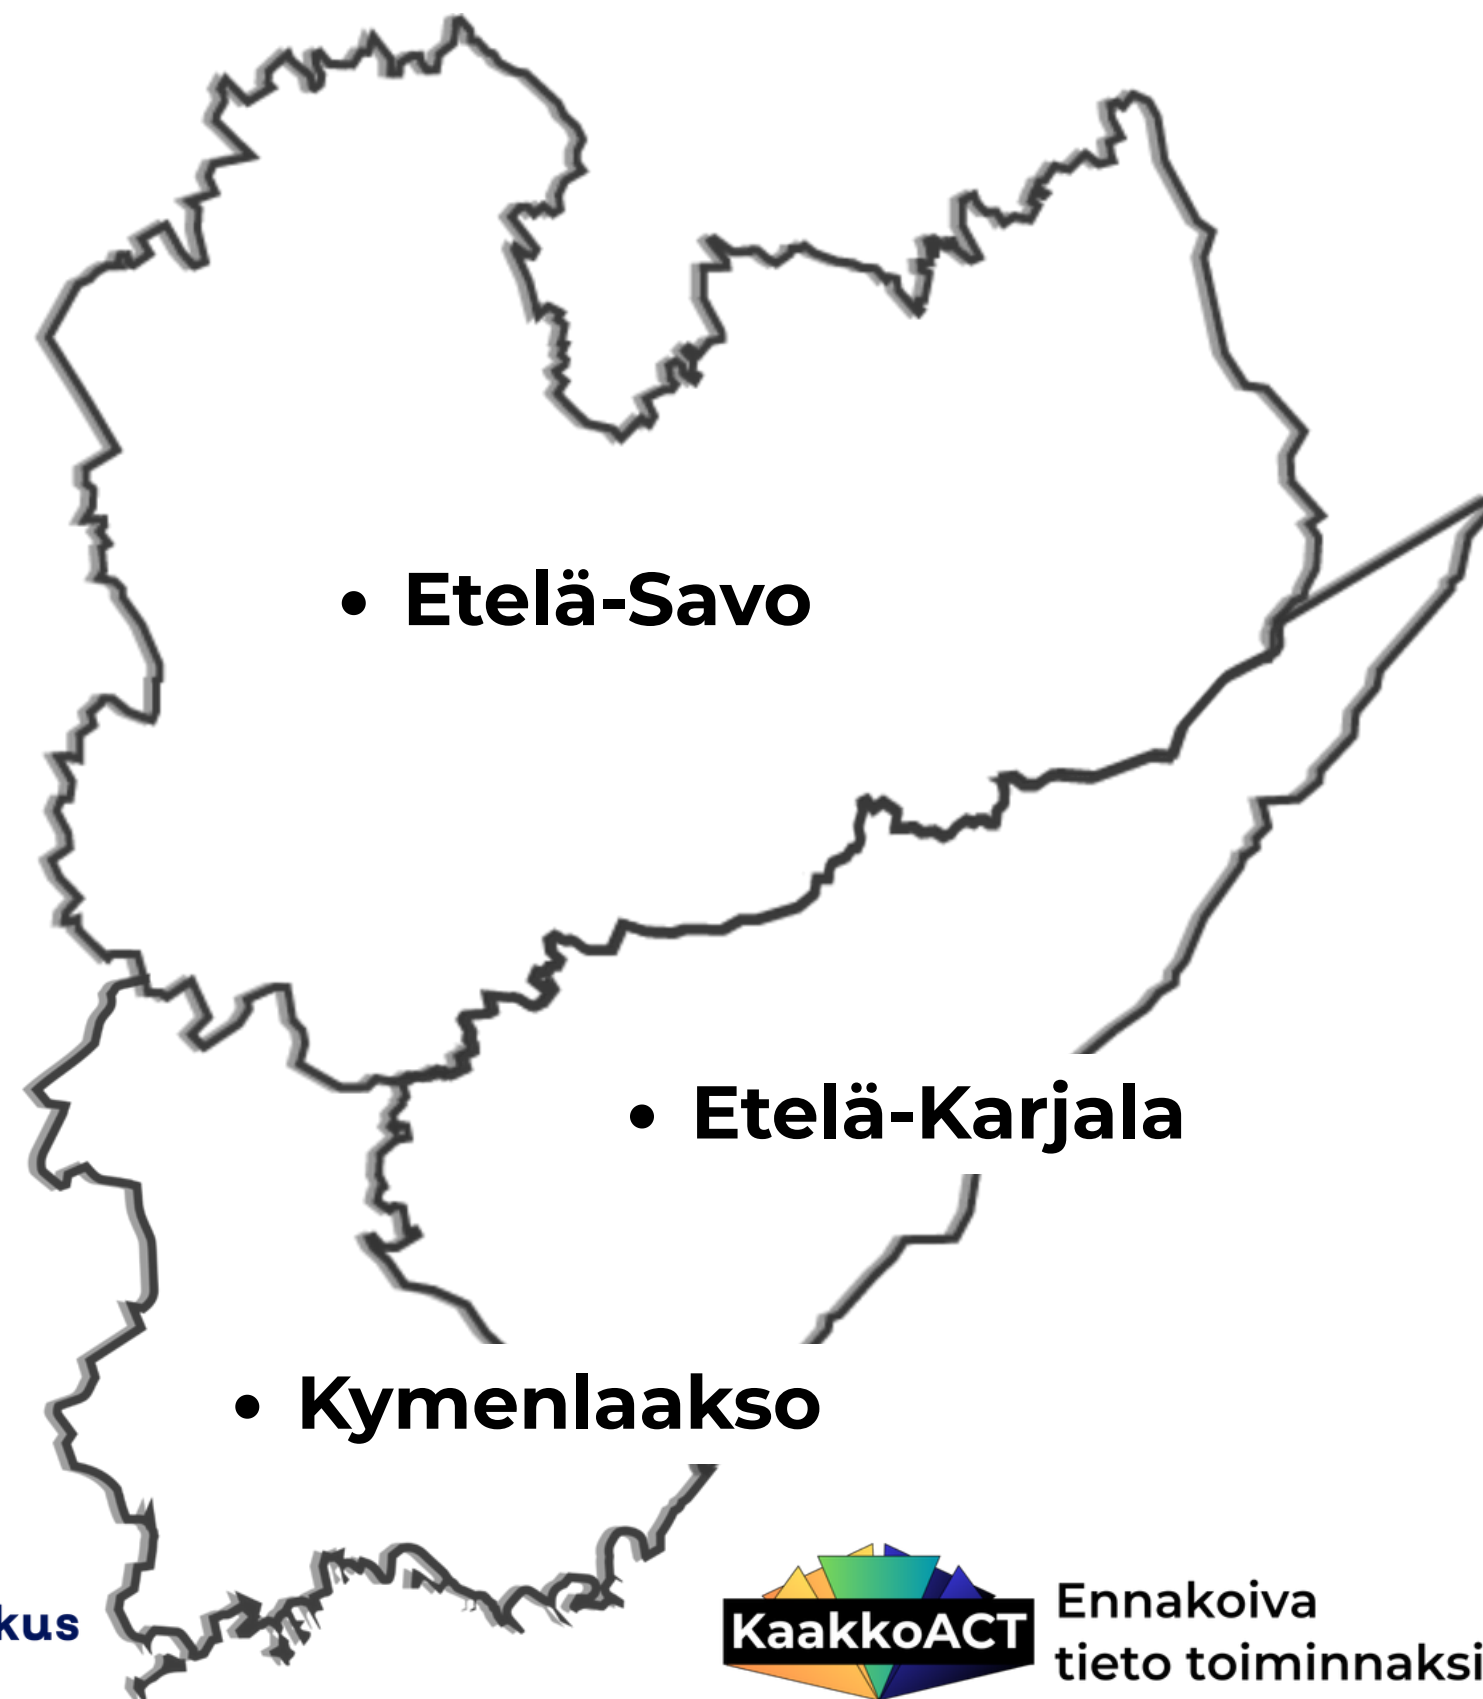 • Etelä-Savo
• Etelä-Karjala
• Kymenlaakso
kus
KaakkoACT
Ennakoiva
tieto toiminnaksi